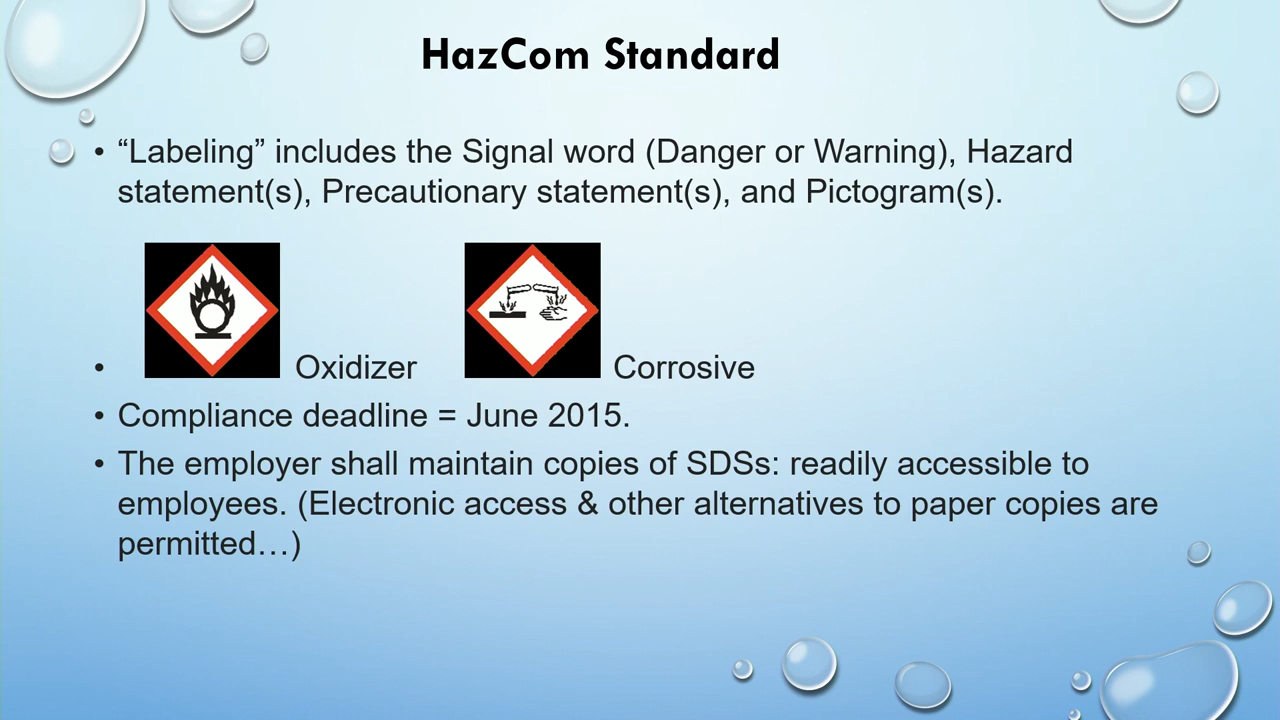 HazCom Standard
• “Labeling” includes the Signal word (Danger or Warning), Hazard
statement(s), Precautionary statement(s), and Pictogram(s).
• Oxidizer Corrosive
• Compliance deadline = June 2015.
• The employer shall maintain copies of SDSs: readily accessible to
employees. (Electronic access & other alternatives to paper copies are
permitted…)